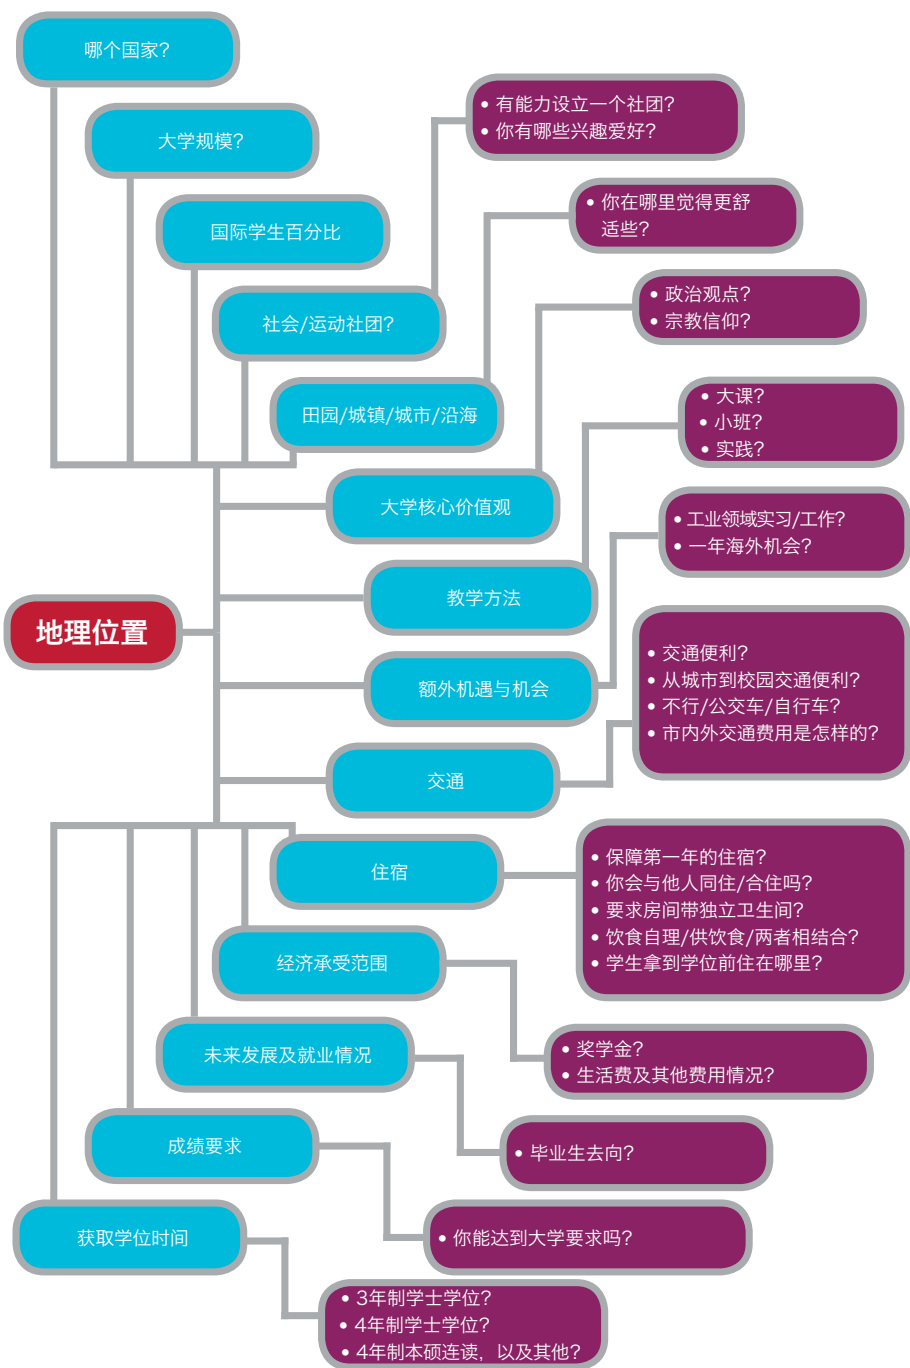 哪个国家?
大学规模?
• 有能力设立一个社团?
• 你有哪些兴趣爱好?
国际学生百分比
• 你在哪里觉得更舒
适些?
社会/运动社团?
• 政治观点?
• 宗教信仰?
田园/城镇/城市/沿海
• 大课?
• 小班?
• 实践?
大学核心价值观
• 工业领域实习/工作?
• 一年海外机会?
教学方法
地理位置
额外机遇与机会
• 交通便利?
• 从城市到校园交通便利?
• 不行/公交车/自行车?
• 市内外交通费用是怎样的?
交通
住宿
• 保障第一年的住宿?
• 你会与他人同住/合住吗?
• 要求房间带独立卫生间?
• 饮食自理/供饮食/两者相结合?
• 学生拿到学位前住在哪里?
经济承受范围
• 奖学金?
• 生活费及其他费用情况?
未来发展及就业情况
• 毕业生去向?
成绩要求
• 你能达到大学要求吗?
获取学位时间
• 3年制学士学位?
• 4年制学士学位?
• 4年制本硕连读，以及其他?